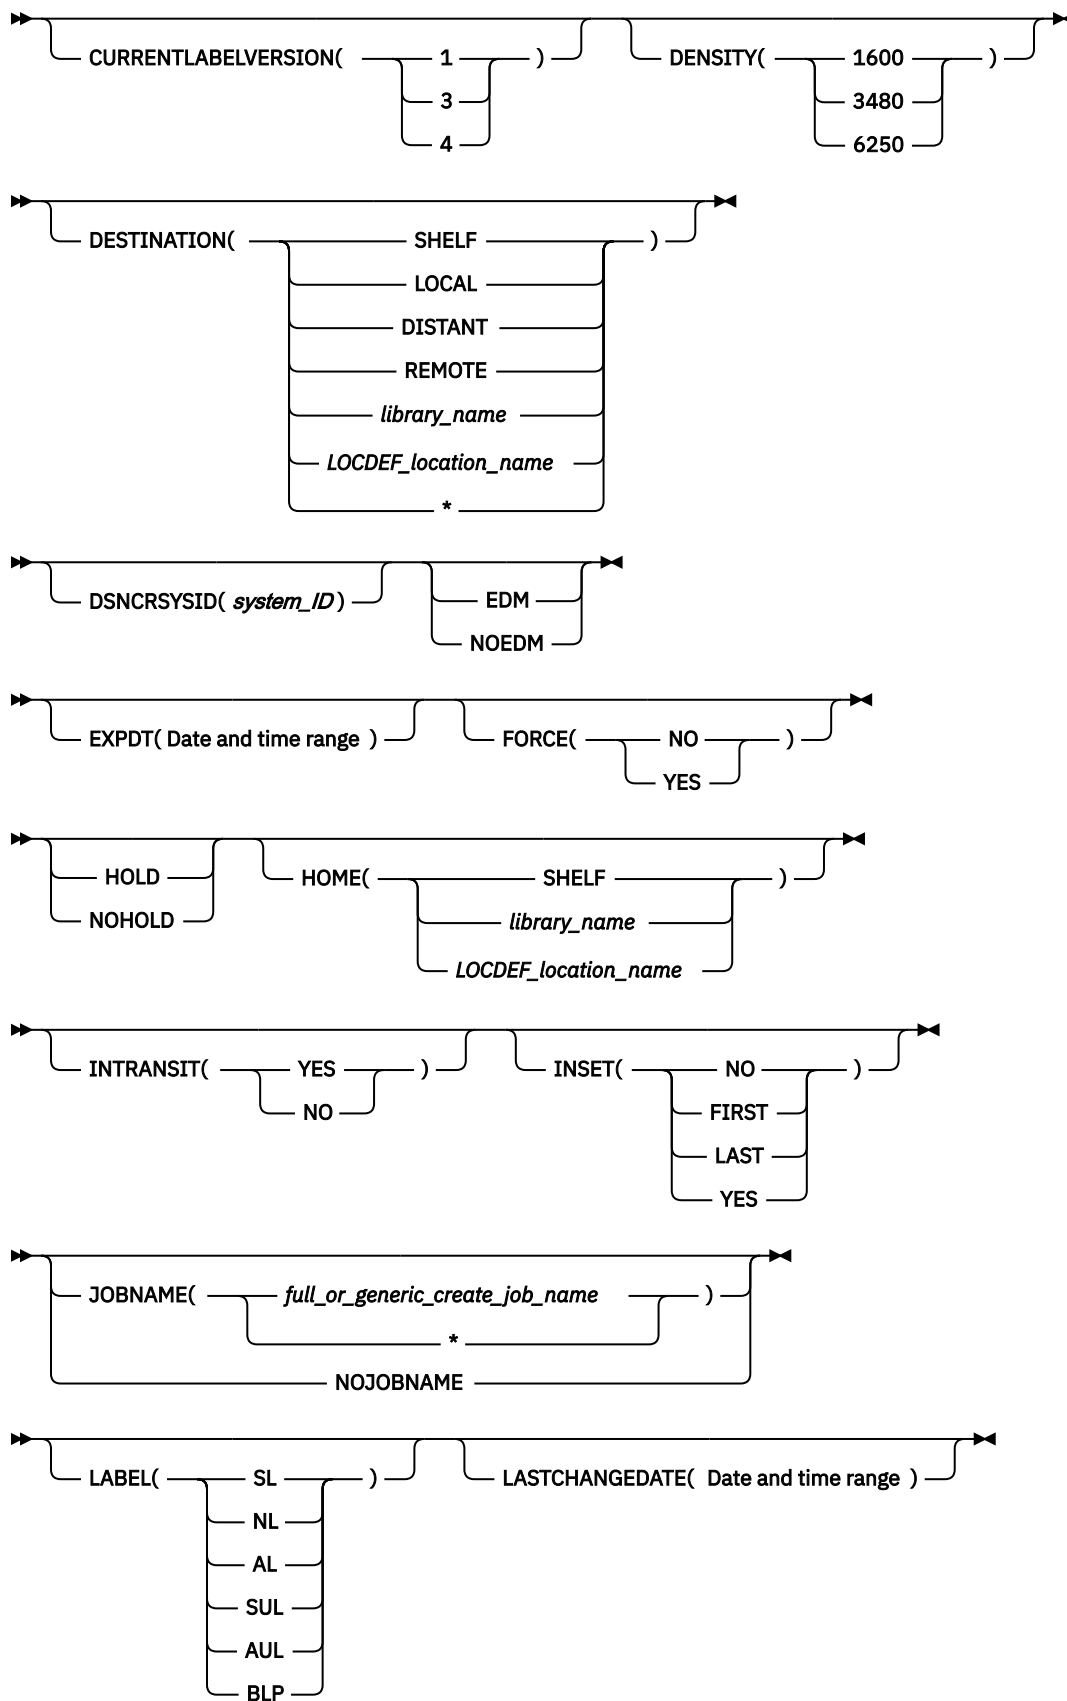 CURRENTLABELVERSION( 1 ) DENSITY( 1600 )
3 3480
4 6250
DESTINATION( SHELF )
LOCAL
DISTANT
REMOTE
library_name
LOCDEF_location_name
*
DSNCRSYSID( system_ID ) EDM
NOEDM
EXPDT( Date and time range ) FORCE( NO )
YES
HOLD HOME( SHELF )
NOHOLD library_name
LOCDEF_location_name
INTRANSIT( YES ) INSET( NO )
NO FIRST
LAST
YES
JOBNAME( full_or_generic_create_job_name )
*
NOJOBNAME
LABEL( SL ) LASTCHANGEDATE( Date and time range )
NL
AL
SUL
AUL
BLP